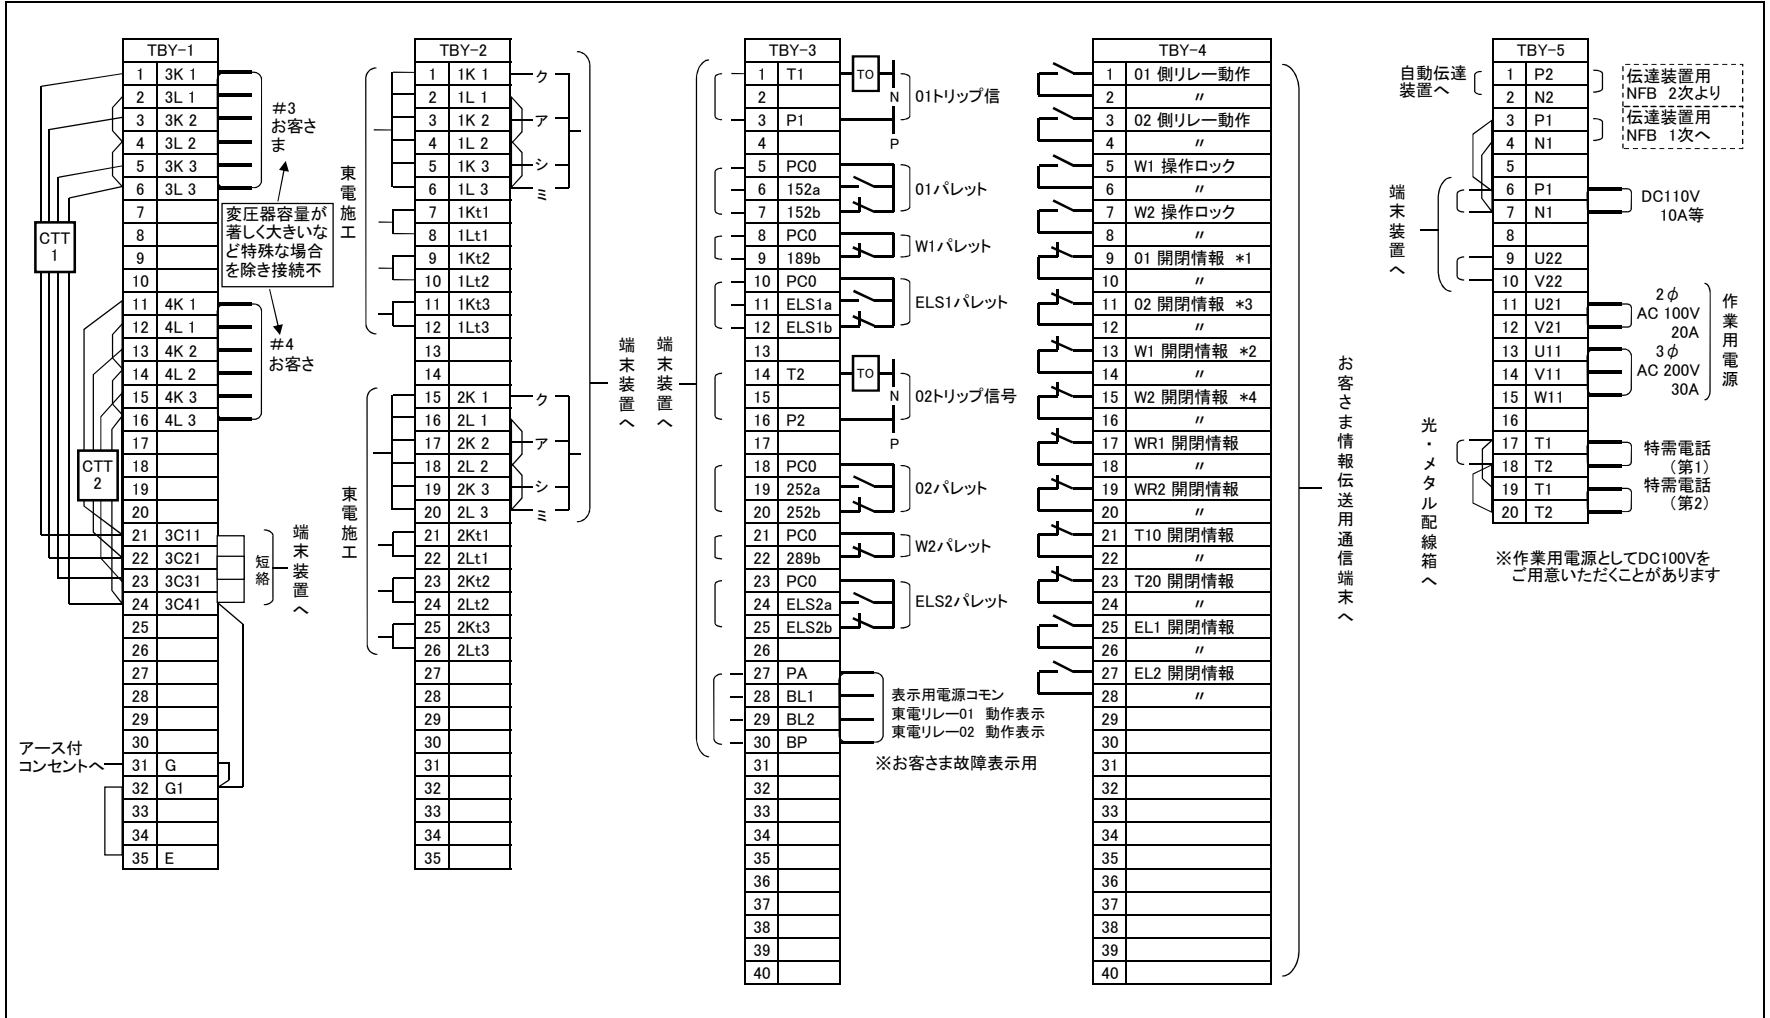 TBY-1
1 3K 1
2 3L 1
3 3K 2
4 3L 2
5 3K 3
6 3L 3
7
8
9
10
11 4K 1
12 4L 1
13 4K 2
14 4L 2
15 4K 3
16 4L 3
17
18
19
20
21 3C11
22 3C21
23 3C31
24 3C41
25
26
27
28
29
30
31 G
32 G1
33
34
35 E
CTT
1
CTT
2
#3
お客さ
ま
変圧器容量が
著しく大きいな
ど特殊な場合
を除き接続不
#4
お客さ
短絡
端末装置へ
アース付
コンセントへ
TBY-2
1 1K 1
2 1L 1
3 1K 2
4 1L 2
5 1K 3
6 1L 3
7 1Kt1
8 1Lt1
9 1Kt2
10 1Lt2
11 1Kt3
12 1Lt3
13
14
15 2K 1
16 2L 1
17 2K 2
18 2L 2
19 2K 3
20 2L 3
21 2Kt1
22 2Lt1
23 2Kt2
24 2Lt2
25 2Kt3
26 2Lt3
27
28
29
30
31
32
33
34
35
東電施工
東電施工
ク
ア
シ
ミ
ク
ア
シ
ミ
端末装置へ
端末装置へ
TBY-3
1 T1
2
3 P1
4
5 PC0
6 152a
7 152b
8 PC0
9 189b
10 PC0
11 ELS1a
12 ELS1b
13
14 T2
15
16 P2
17
18 PC0
19 252a
20 252b
21 PC0
22 289b
23 PC0
24 ELS2a
25 ELS2b
26
27 PA
28 BL1
29 BL2
30 BP
31
32
33
34
35
36
37
38
39
40
TO
N
P
01トリップ信
01パレット
W1パレット
ELS1パレット
TO
N
P
02トリップ信号
02パレット
W2パレット
ELS2パレット
表示用電源コモン
東電リレー01 動作表示
東電リレー02 動作表示
※お客さま故障表示用
TBY-4
1 01 側リレー動作
2 〃
3 02 側リレー動作
4 〃
5 W1 操作ロック
6 〃
7 W2 操作ロック
8 〃
9 01 開閉情報 *1
10 〃
11 02 開閉情報 *3
12 〃
13 W1 開閉情報 *2
14 〃
15 W2 開閉情報 *4
16 〃
17 WR1 開閉情報
18 〃
19 WR2 開閉情報
20 〃
21 T10 開閉情報
22 〃
23 T20 開閉情報
24 〃
25 EL1 開閉情報
26 〃
27 EL2 開閉情報
28 〃
29
30
31
32
33
34
35
36
37
38
39
40
お客さま情報伝送用通信端末へ
TBY-5
1 P2
2 N2
3 P1
4 N1
5
6 P1
7 N1
8
9 U22
10 V22
11 U21
12 V21
13 U11
14 V11
15 W11
16
17 T1
18 T2
19 T1
20 T2
自動伝達
装置へ
端末装置へ
光・メタル配線箱へ
伝達装置用
NFB 2次より
伝達装置用
NFB 1次へ
DC110V
10A等
2φ
AC 100V
20A
3φ
AC 200V
30A
作業用電源
特需電話
(第1)
特需電話
(第2)
※作業用電源としてDC100Vを
ご用意いただくことがあります